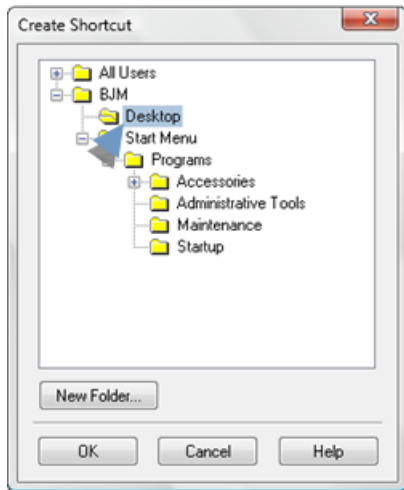 Create Shortcut
All Users
BJM
Desktop
Start Menu
Programs
Accessories
Administrative Tools
Maintenance
Startup
New Folder...
OK Cancel Help